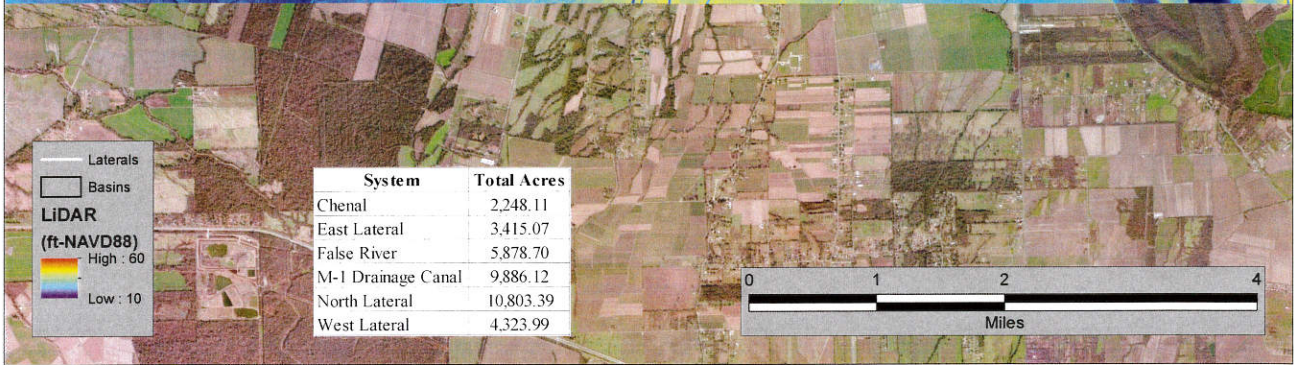 Laterals
Basins
LiDAR
(ft-NAVD88)
High : 60
Low : 10
System Total Acres
Chenal 2,248.11
East Lateral 3,415.07
False River 5,878.70
M-1 Drainage Canal 9,886.12
North Lateral 10,803.39
West Lateral 4,323.99
0 1 2 4
Miles